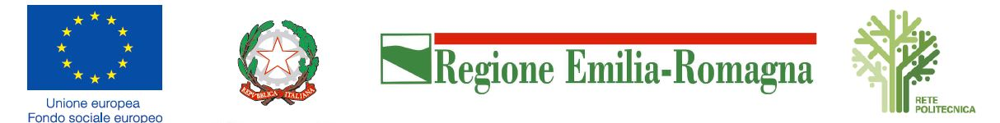 Unione europea
Fondo sociale europeo
REPVBBLICA ITALIANA
Regione Emilia-Romagna
RETE
POLITECNICA